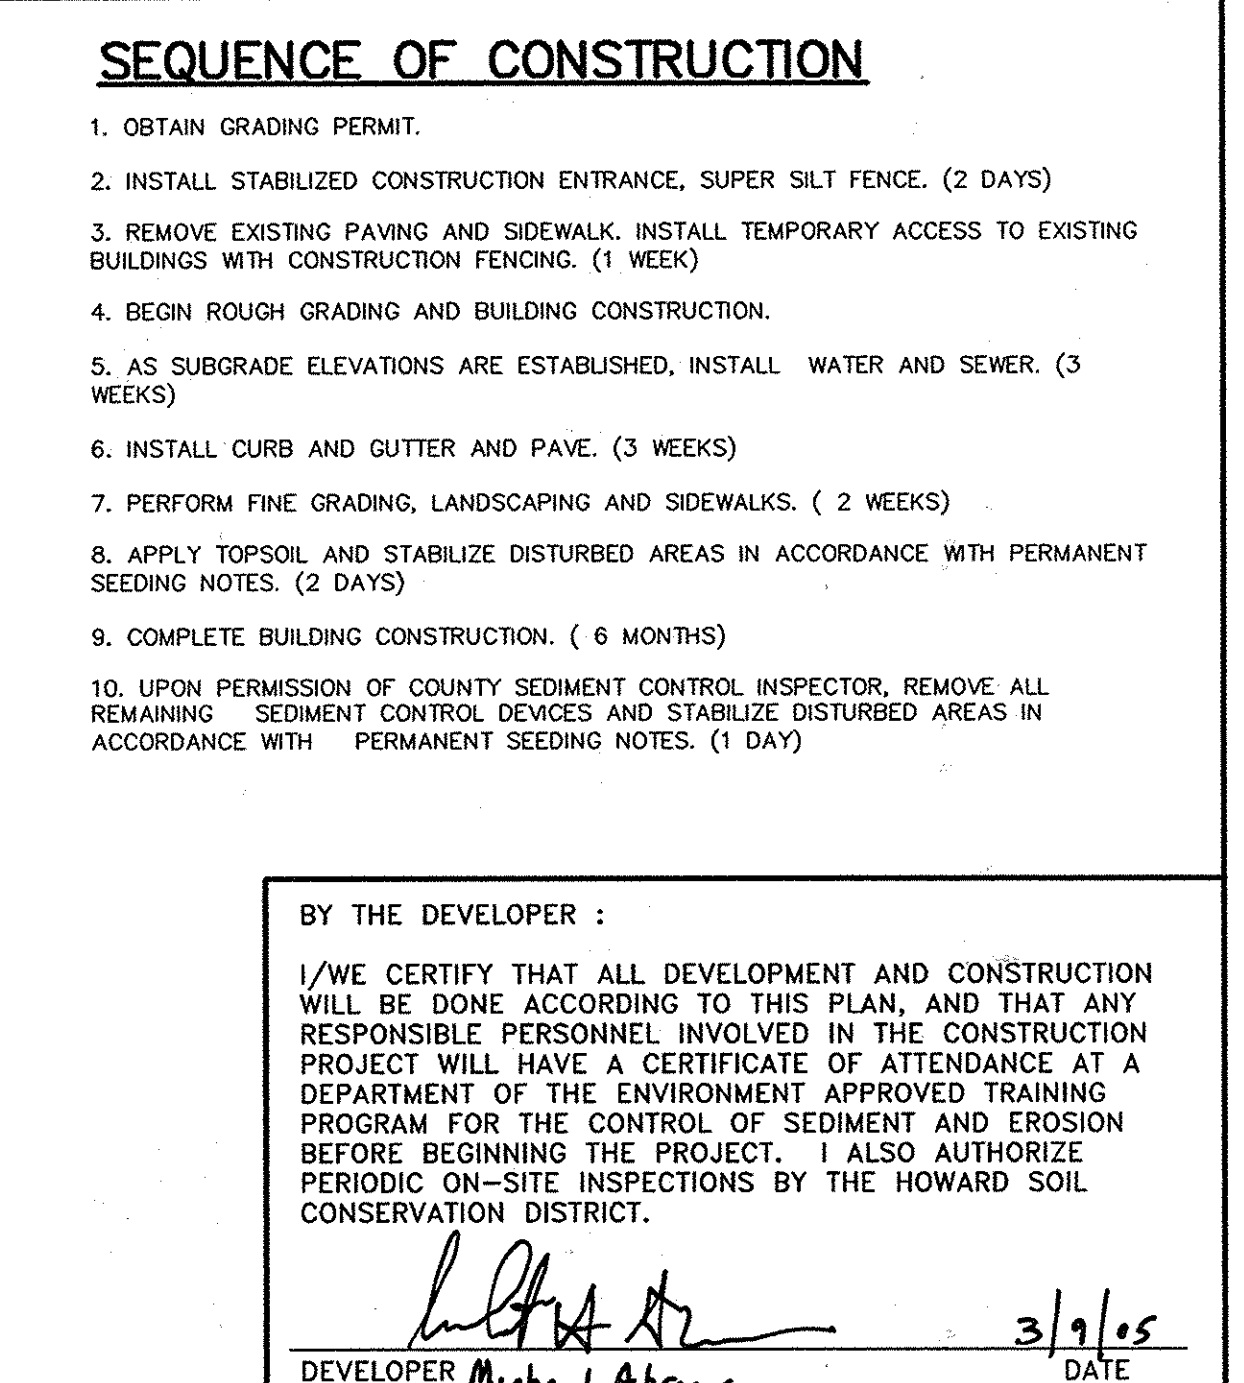 SEQUENCE OF CONSTRUCTION
1. OBTAIN GRADING PERMIT.
2. INSTALL STABILIZED CONSTRUCTION ENTRANCE, SUPER SILT FENCE. (2 DAYS)
3. REMOVE EXISTING PAVING AND SIDEWALK. INSTALL TEMPORARY ACCESS TO EXISTING
BUILDINGS WITH CONSTRUCTION FENCING. (1 WEEK)
4. BEGIN ROUGH GRADING AND BUILDING CONSTRUCTION.
5. AS SUBGRADE ELEVATIONS ARE ESTABLISHED, INSTALL WATER AND SEWER. (3
WEEKS)
6. INSTALL CURB AND GUTTER AND PAVE. (3 WEEKS)
7. PERFORM FINE GRADING, LANDSCAPING AND SIDEWALKS. ( 2 WEEKS)
8. APPLY TOPSOIL AND STABILIZE DISTURBED AREAS IN ACCORDANCE WITH PERMANENT
SEEDING NOTES. (2 DAYS)
9. COMPLETE BUILDING CONSTRUCTION. ( 6 MONTHS)
10. UPON PERMISSION OF COUNTY SEDIMENT CONTROL INSPECTOR, REMOVE ALL
REMAINING SEDIMENT CONTROL DEVICES AND STABILIZE DISTURBED AREAS IN
ACCORDANCE WITH PERMANENT SEEDING NOTES. (1 DAY)
BY THE DEVELOPER :
I/WE CERTIFY THAT ALL DEVELOPMENT AND CONSTRUCTION
WILL BE DONE ACCORDING TO THIS PLAN, AND THAT ANY
RESPONSIBLE PERSONNEL INVOLVED IN THE CONSTRUCTION
PROJECT WILL HAVE A CERTIFICATE OF ATTENDANCE AT A
DEPARTMENT OF THE ENVIRONMENT APPROVED TRAINING
PROGRAM FOR THE CONTROL OF SEDIMENT AND EROSION
BEFORE BEGINNING THE PROJECT. I ALSO AUTHORIZE
PERIODIC ON-SITE INSPECTIONS BY THE HOWARD SOIL
CONSERVATION DISTRICT.
3/9/05
DEVELOPER DATE